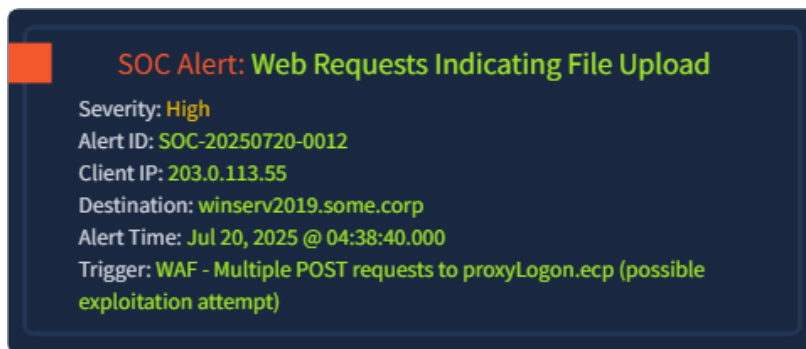 SOC Alert: Web Requests Indicating File Upload
Severity: High
Alert ID: SOC-20250720-0012
Client IP: 203.0.113.55
Destination: winserv2019.some.corp
Alert Time: Jul 20, 2025 @ 04:38:40.000
Trigger: WAF - Multiple POST requests to proxyLogon.ecp (possible
exploitation attempt)